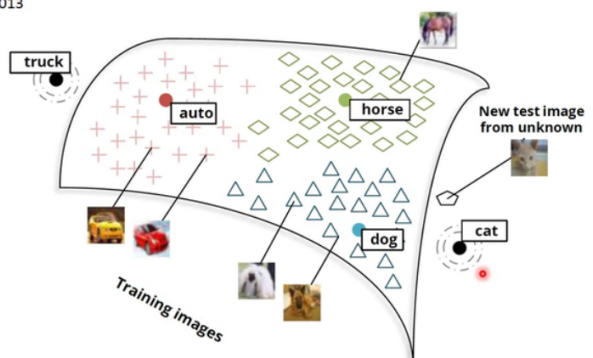 013
truck
auto
horse
New test image
from unknown
cat
dog
Training images